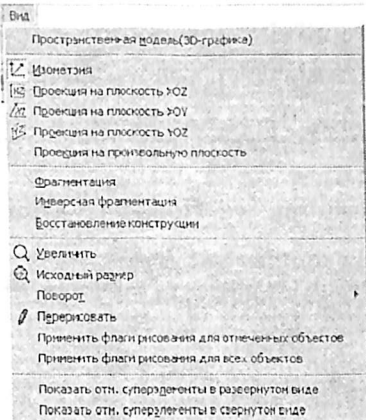 Вид
Пространственная модель(3D-графика)
Изометрия
Проекция на плоскость XOZ
Проекция на плоскость XOY
Проекция на плоскость YOZ
Проекция на произвольную плоскость
Фрагментация
Инверсная фрагментация
Восстановление конструкции
Увеличить
Исходный размер
Поворот
Перерисовать
Применить флаги рисования для отмеченных объектов
Применить флаги рисования для всех объектов
Показать отм. суперэлементы в развернутом виде
Показать отм. суперэлементы в свернутом виде